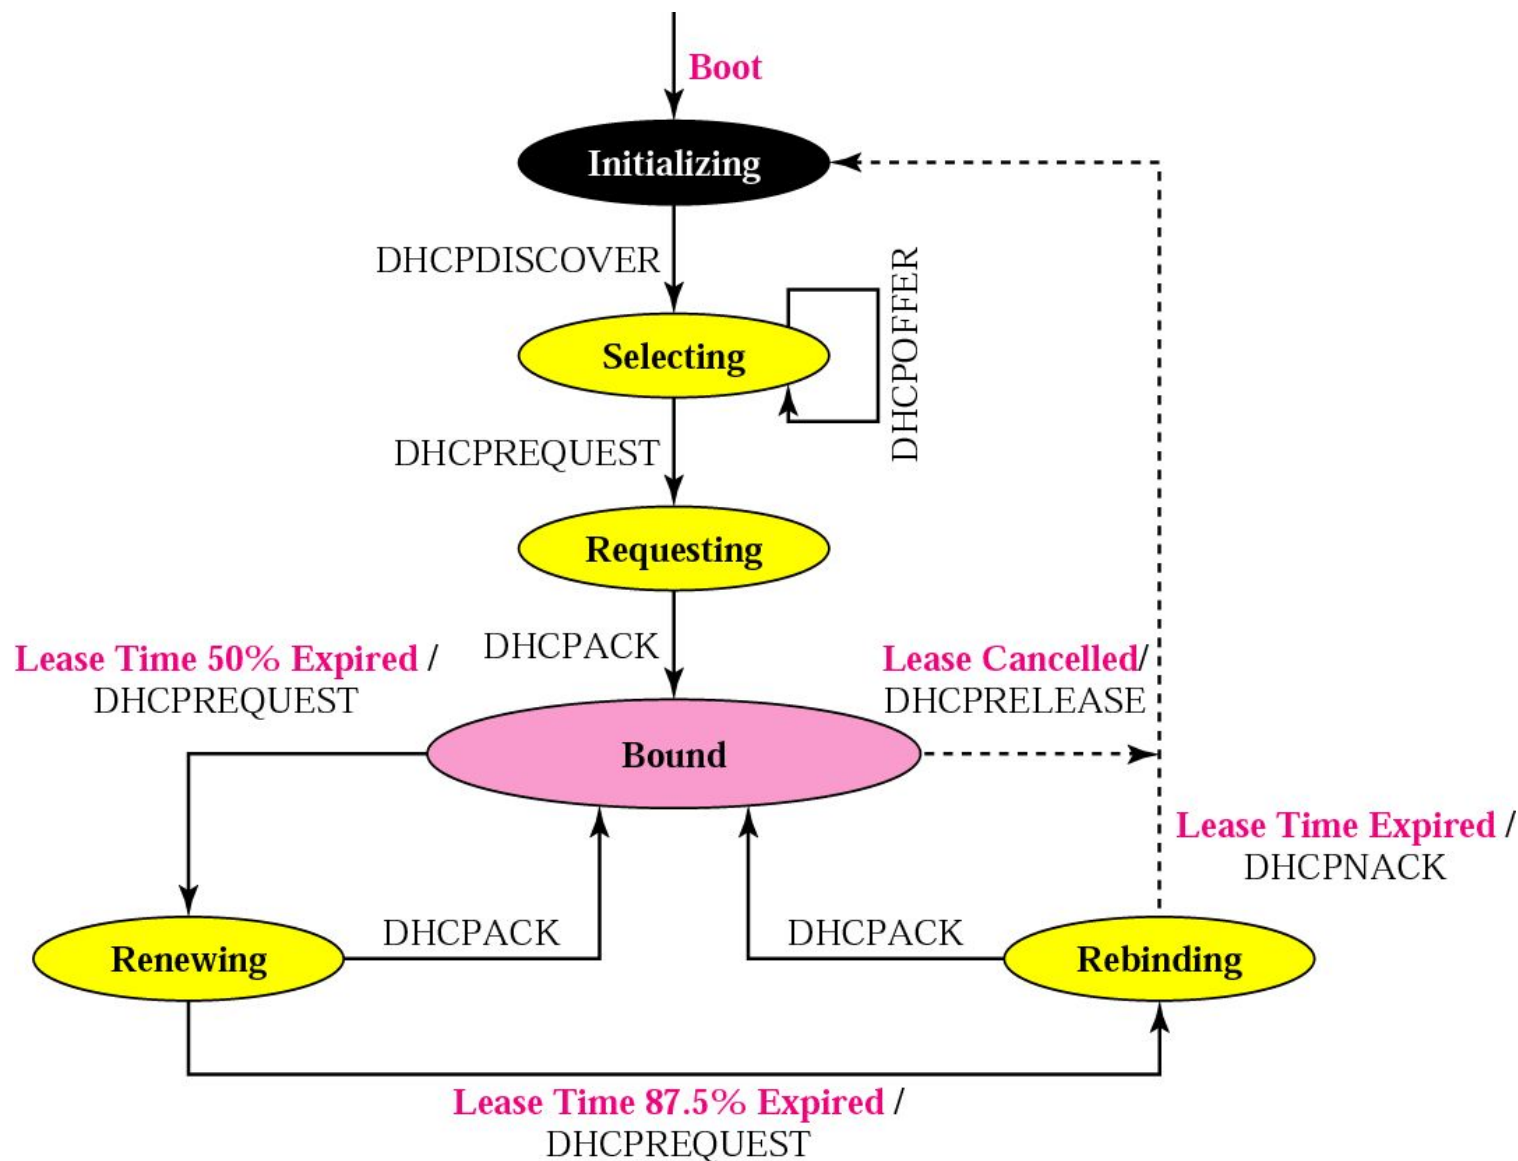 Boot
Initializing
DHCPDISCOVER
DHCPOFFER
Selecting
DHCPREQUEST
Requesting
DHCPACK
Lease Time 50% Expired /
DHCPREQUEST
Lease Cancelled/
DHCPRELEASE
Bound
Lease Time Expired /
DHCPNACK
DHCPACK
DHCPACK
Renewing
Rebinding
Lease Time 87.5% Expired /
DHCPREQUEST